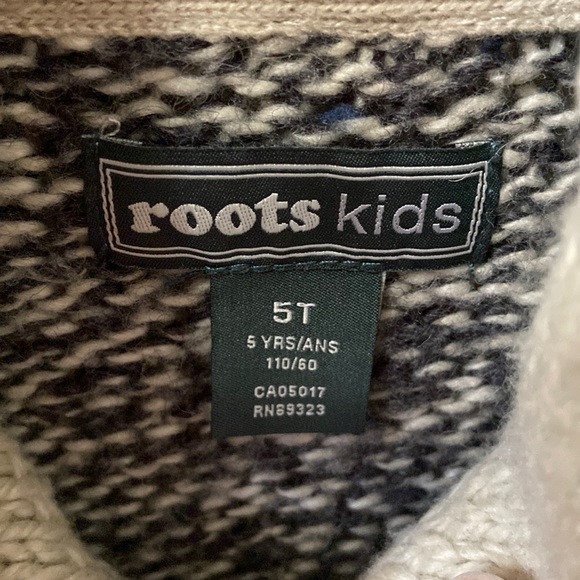 roots kids
5T
5 YRS/ANS
110/60
CA05017
RN89323